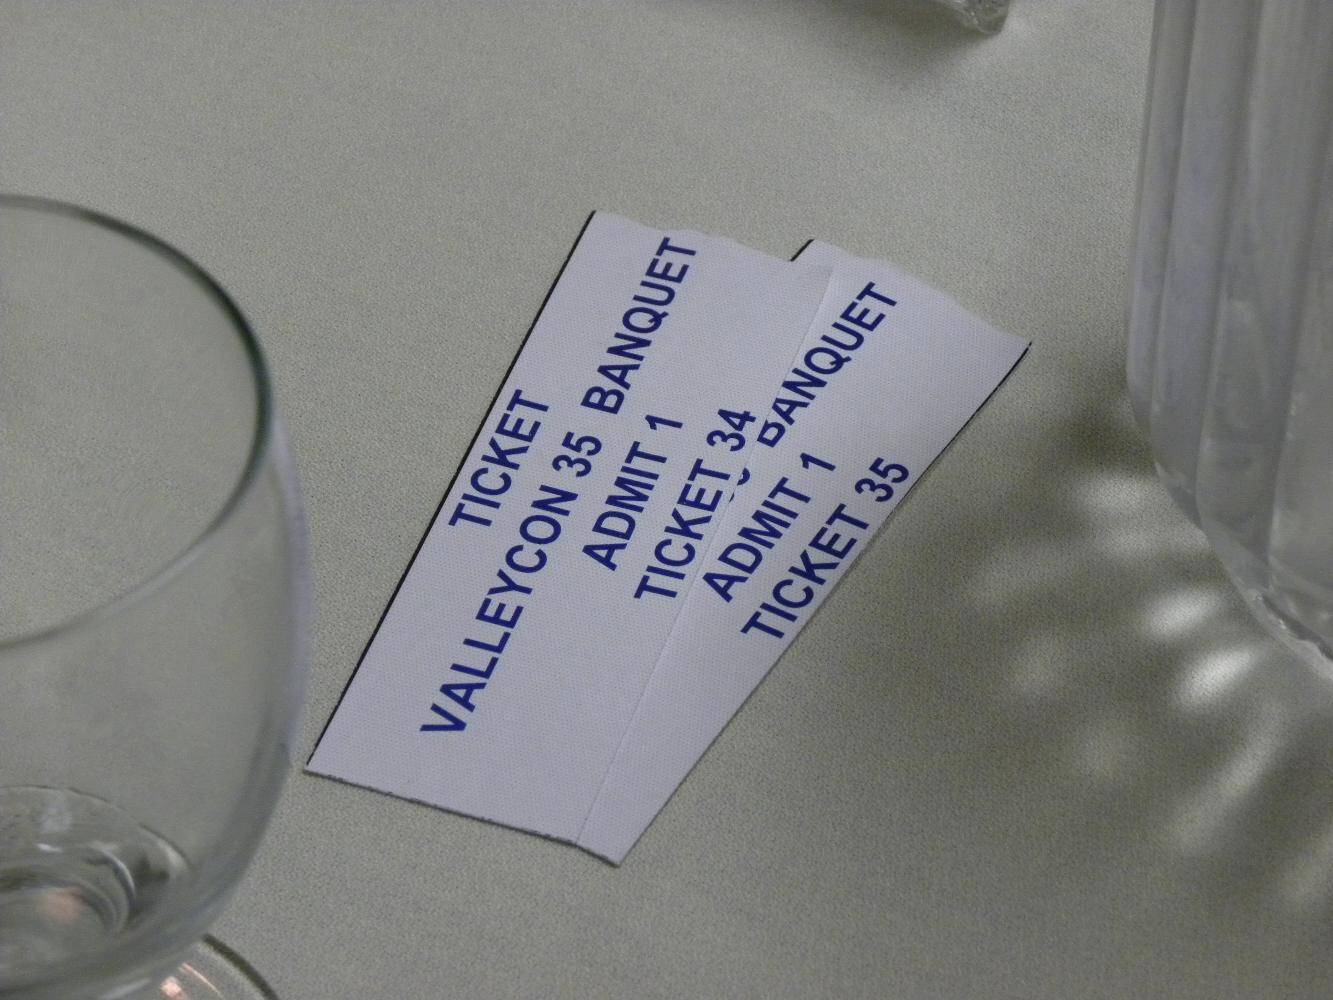 TICKET
VALLEYCON 35 BANQUET
ADMIT 1
TICKET 34
BANQUET
ADMIT 1
TICKET 35